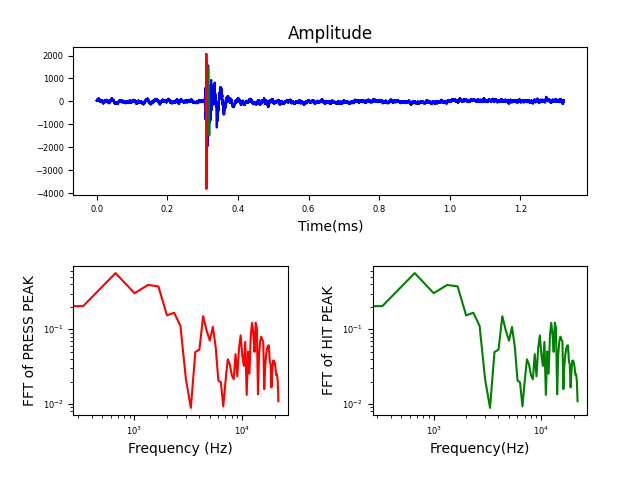 Amplitude
2000
1000
0
−1000
−2000
−3000
−4000
0.0 0.2 0.4 0.6 0.8 1.0 1.2
Time(ms)
FFT of PRESS PEAK
10⁻¹
10⁻²
10³ 10⁴
Frequency (Hz)
FFT of HIT PEAK
10⁻¹
10⁻²
10³ 10⁴
Frequency(Hz)